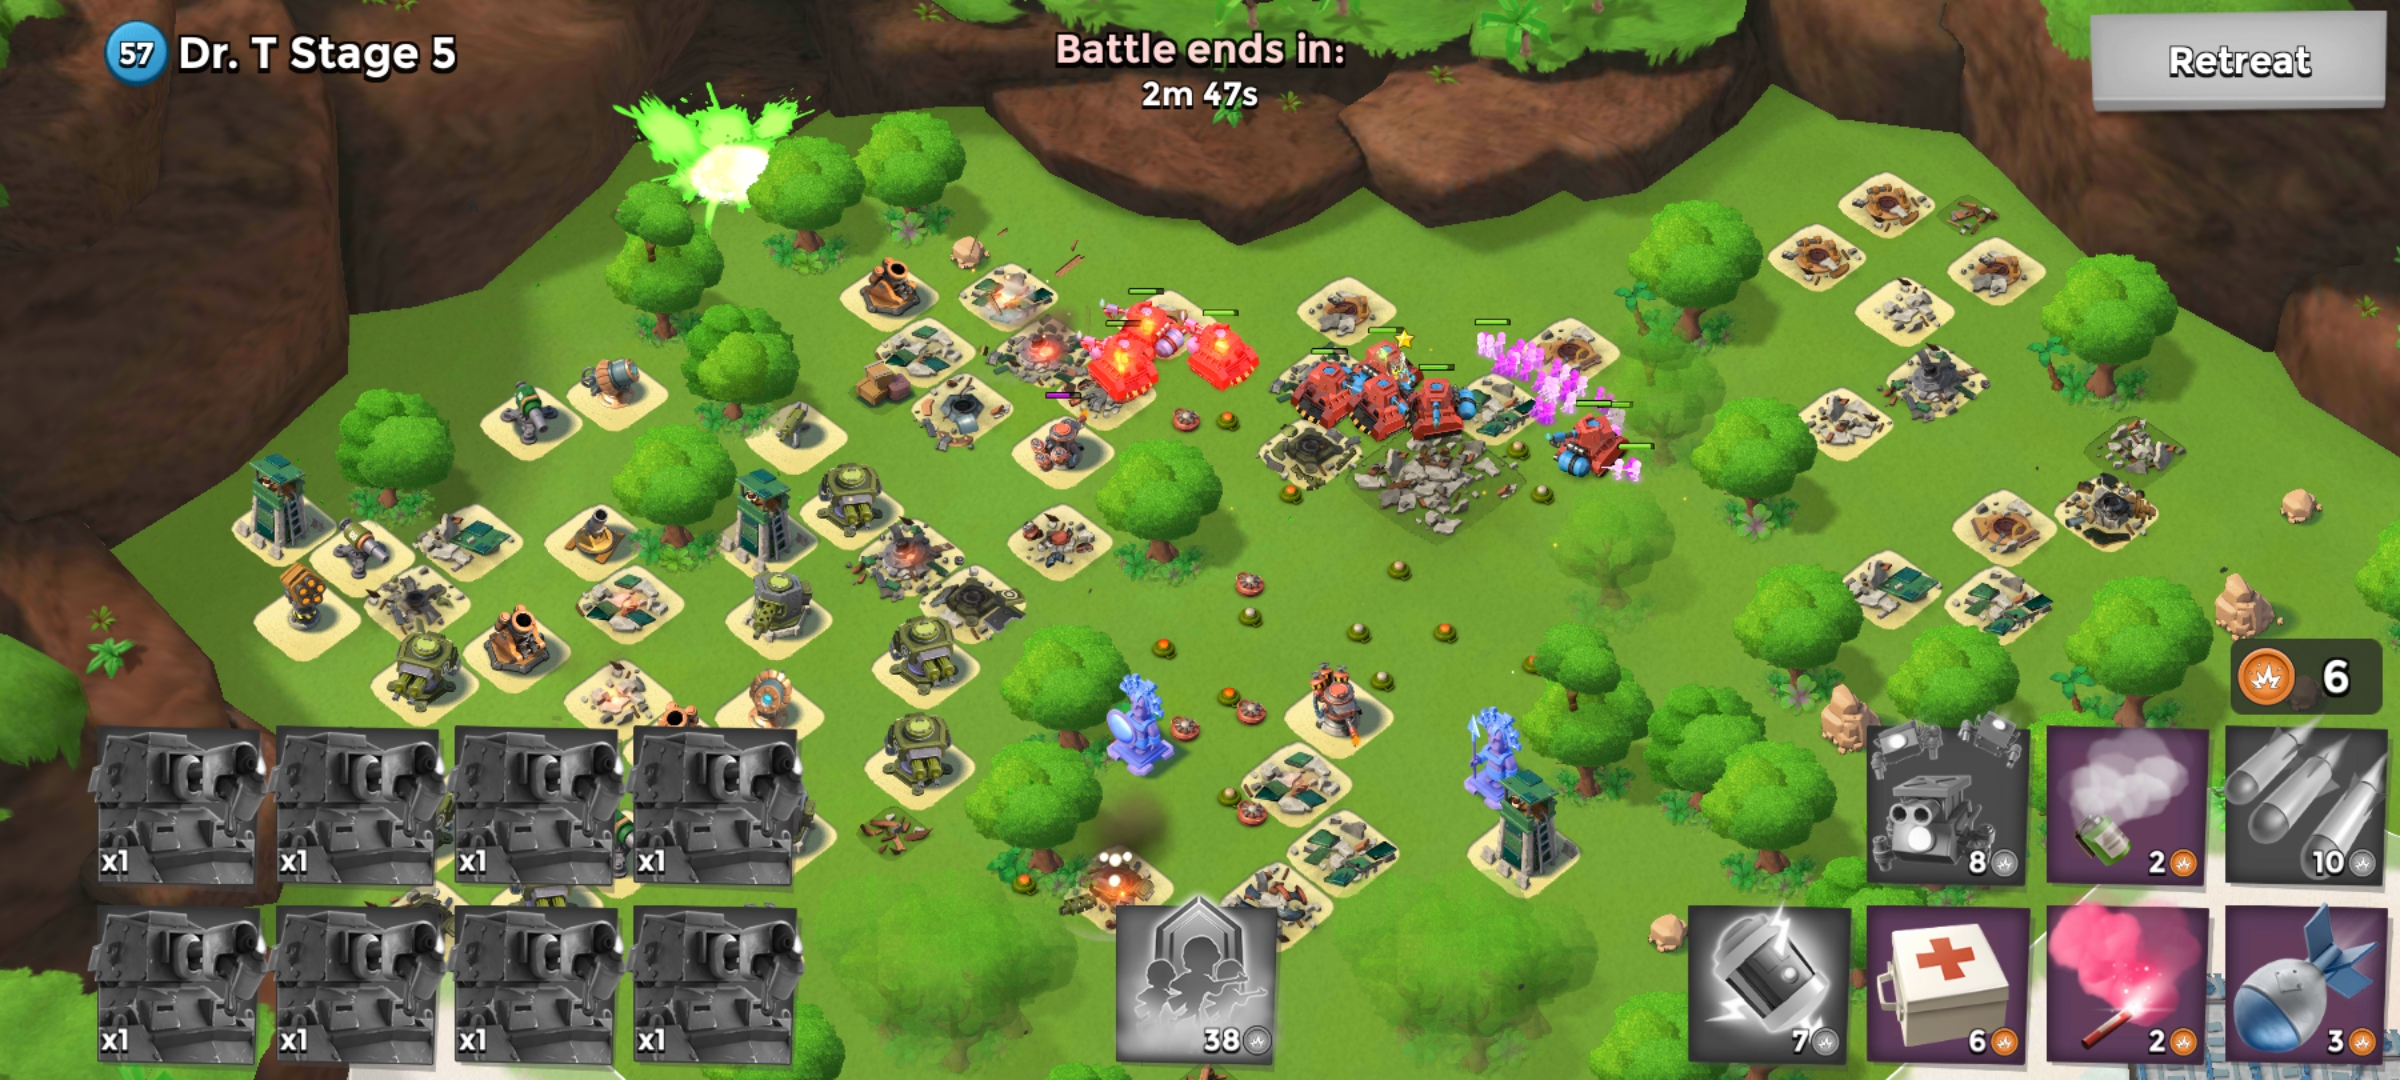 57 Dr. T Stage 5
Battle ends in:
2m 47s
Retreat
6
x1 x1 x1 x1
8 2 10
x1 x1 x1 x1
38
7 6 2 3